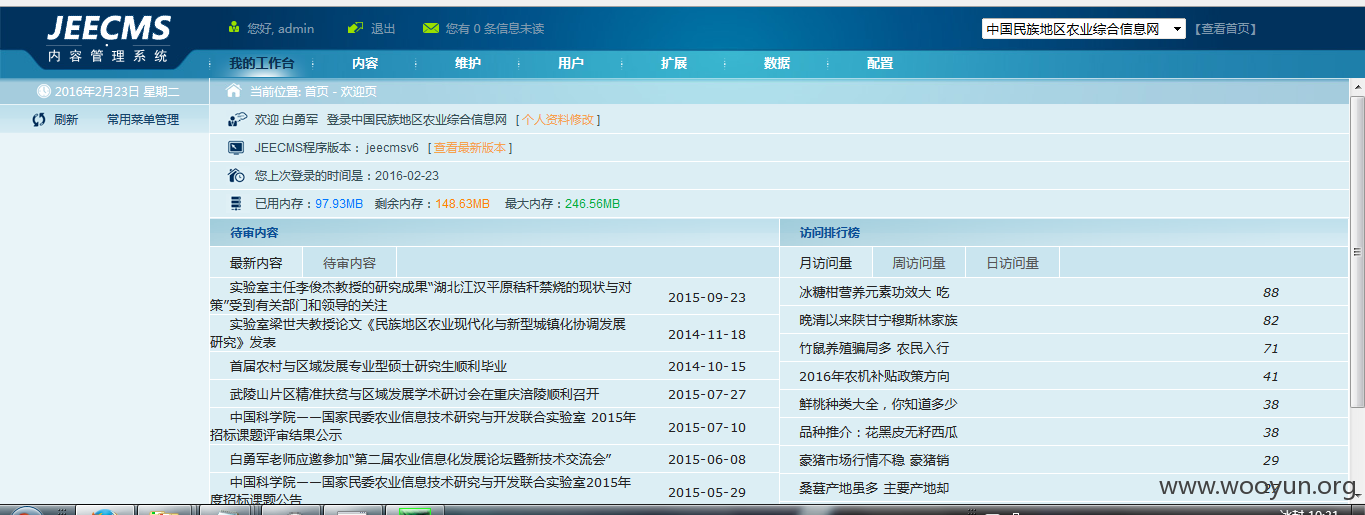 JEECMS
内容管理系统
您好, admin 退出 您有 0 条信息未读 中国民族地区农业综合信息网 【查看首页】
我的工作台 内容 维护 用户 扩展 数据 配置
2016年2月23日 星期二 当前位置: 首页 - 欢迎页
刷新 常用菜单管理 欢迎 白勇军 登录中国民族地区农业综合信息网 [ 个人资料修改 ]
JEECMS程序版本： jeecmsv6 [ 查看最新版本 ]
您上次登录的时间是：2016-02-23
已用内存：97.93MB 剩余内存：148.63MB 最大内存：246.56MB
待审内容 访问排行榜
最新内容 待审内容 月访问量 周访问量 日访问量
实验室主任李俊杰教授的研究成果“湖北江汉平原秸秆禁烧的现状与对
策”受到有关部门和领导的关注 2015-09-23
实验室梁世夫教授论文《民族地区农业现代化与新型城镇化协调发展
研究》发表 2014-11-18
首届农村与区域发展专业型硕士研究生顺利毕业 2014-10-15
武陵山片区精准扶贫与区域发展学术研讨会在重庆涪陵顺利召开 2015-07-27
中国科学院——国家民委农业信息技术研究与开发联合实验室 2015年
招标课题评审结果公示 2015-07-10
白勇军老师应邀参加“第二届农业信息化发展论坛暨新技术交流会” 2015-06-08
中国科学院——国家民委农业信息技术研究与开发联合实验室2015年
度招标课题公告 2015-05-29
冰糖柑营养元素功效大 吃 88
晚清以来陕甘宁穆斯林家族 82
竹鼠养殖骗局多 农民入行 71
2016年农机补贴政策方向 41
鲜桃种类大全，你知道多少 38
品种推介：花黑皮无籽西瓜 38
豪猪市场行情不稳 豪猪销 29
桑葚产地虽多 主要产地却
www.wooyun.org